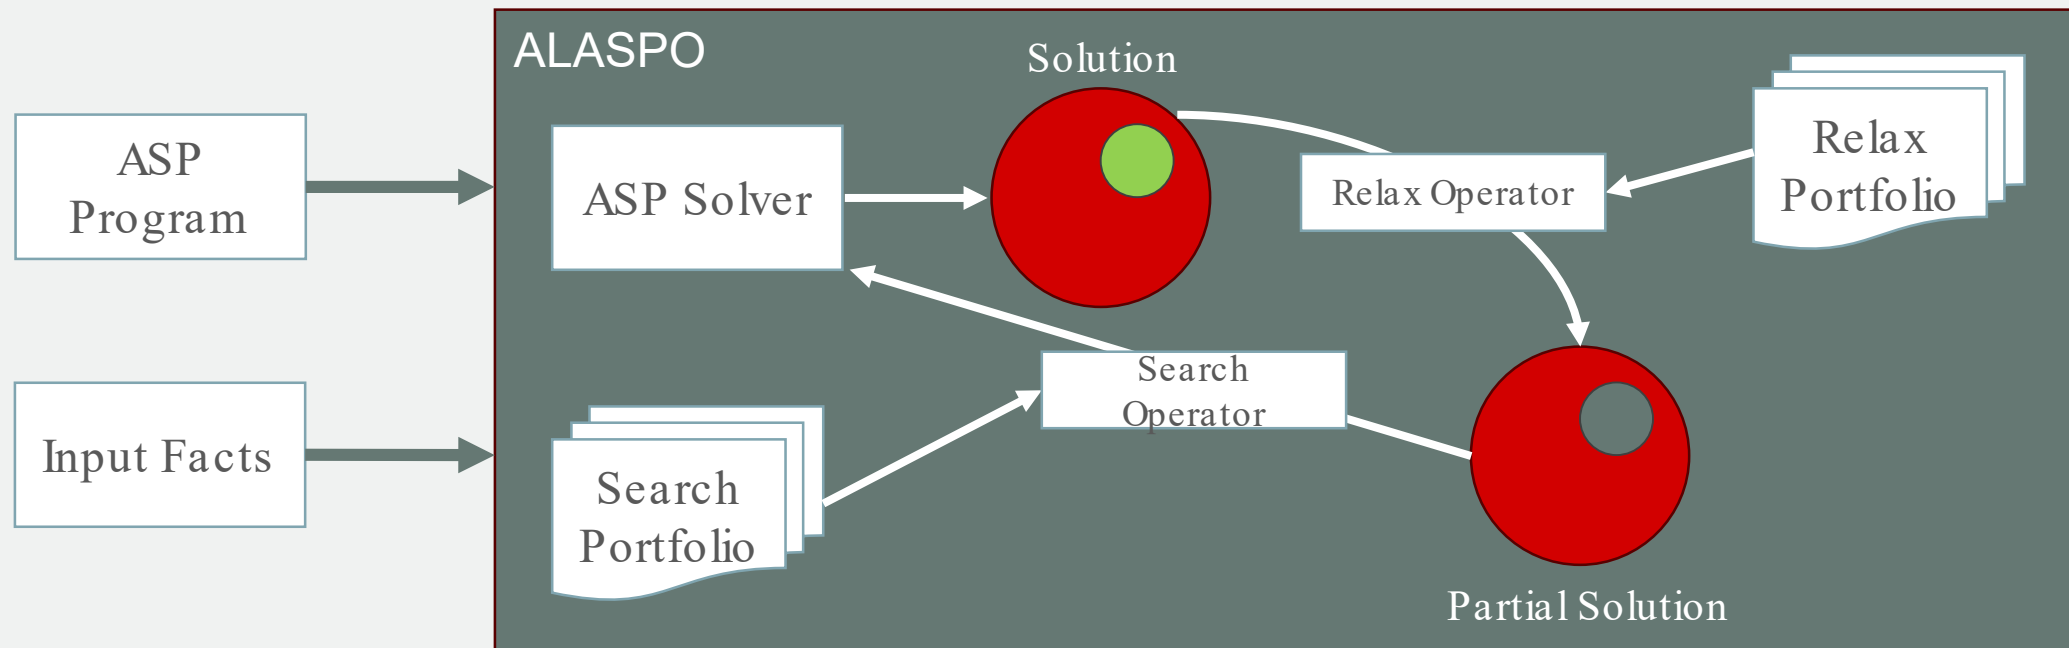 ALASPO
Solution
ASP
Program
ASP Solver
Relax Operator
Relax
Portfolio
Search
Operator
Input Facts
Search
Portfolio
Partial Solution